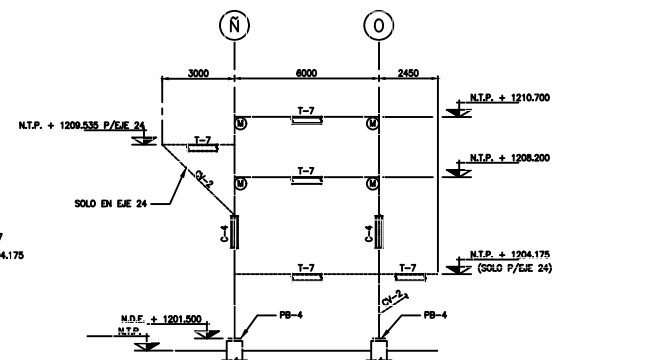 Ñ
O
3000
6000
2450
N.T.P. + 1210.700
T-7
M
M
N.T.P. + 1209.535 P/EJE 24
T-7
N.T.P. + 1208.200
T-7
M
M
CV-2
SOLO EN EJE 24
C-4
C-4
4.175
N.T.P. + 1204.175
(SOLO P/EJE 24)
T-7
T-7
CV-2
N.D.E. + 1201.500
PB-4
PB-4
N.T.P.